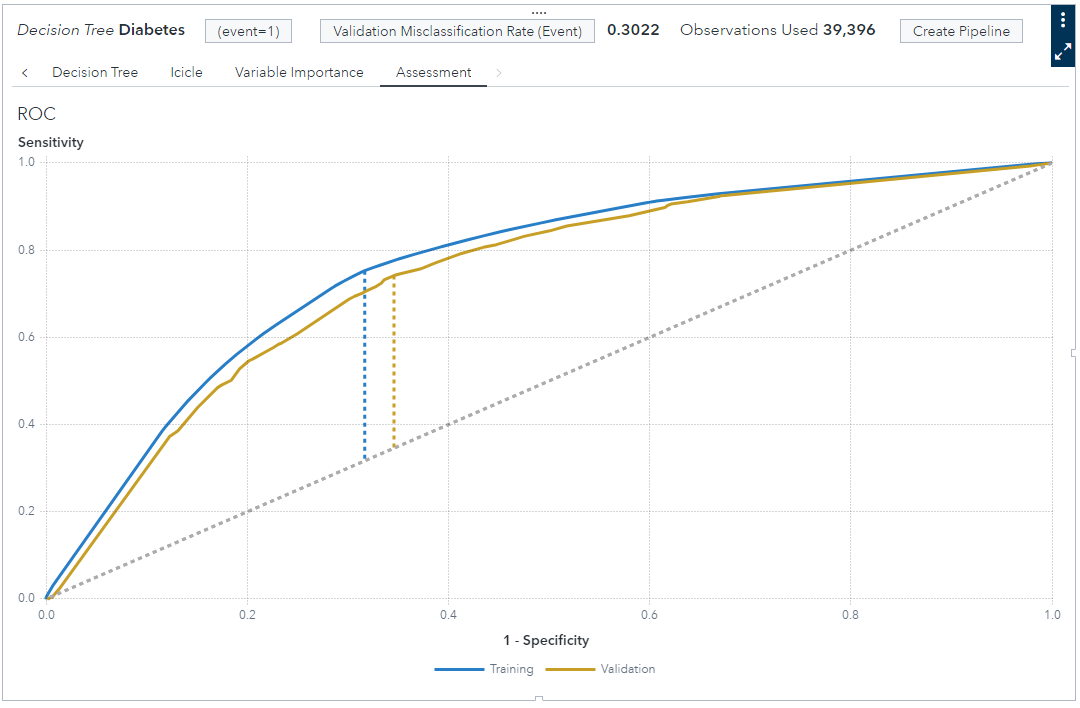 Decision Tree Diabetes (event=1) Validation Misclassification Rate (Event) 0.3022 Observations Used 39,396 Create Pipeline
Decision Tree Icicle Variable Importance Assessment
ROC
Sensitivity
1.0
0.8
0.6
0.4
0.2
0.0
0.0 0.2 0.4 0.6 0.8 1.0
1 - Specificity
Training Validation